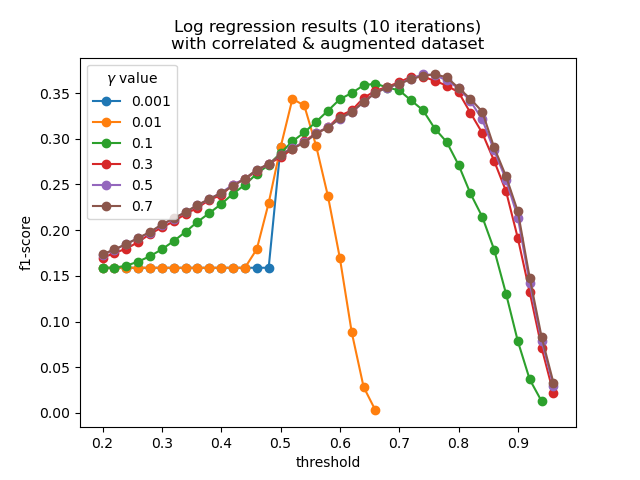 Log regression results (10 iterations)
with correlated & augmented dataset
γ value
0.001
0.01
0.1
0.3
0.5
0.7
f1-score
0.35
0.30
0.25
0.20
0.15
0.10
0.05
0.00
0.2 0.3 0.4 0.5 0.6 0.7 0.8 0.9
threshold